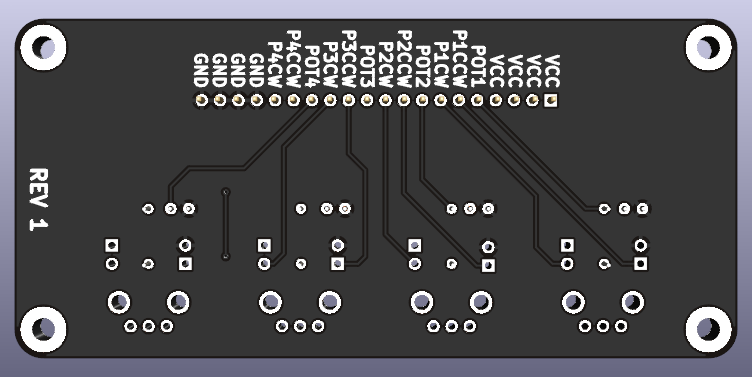 GND
GND
GND
GND
P4CW
P4CCW
POT4
P3CW
P3CCW
POT3
P2CW
P2CCW
POT2
P1CW
P1CCW
POT1
VCC
VCC
VCC
VCC
REV 1